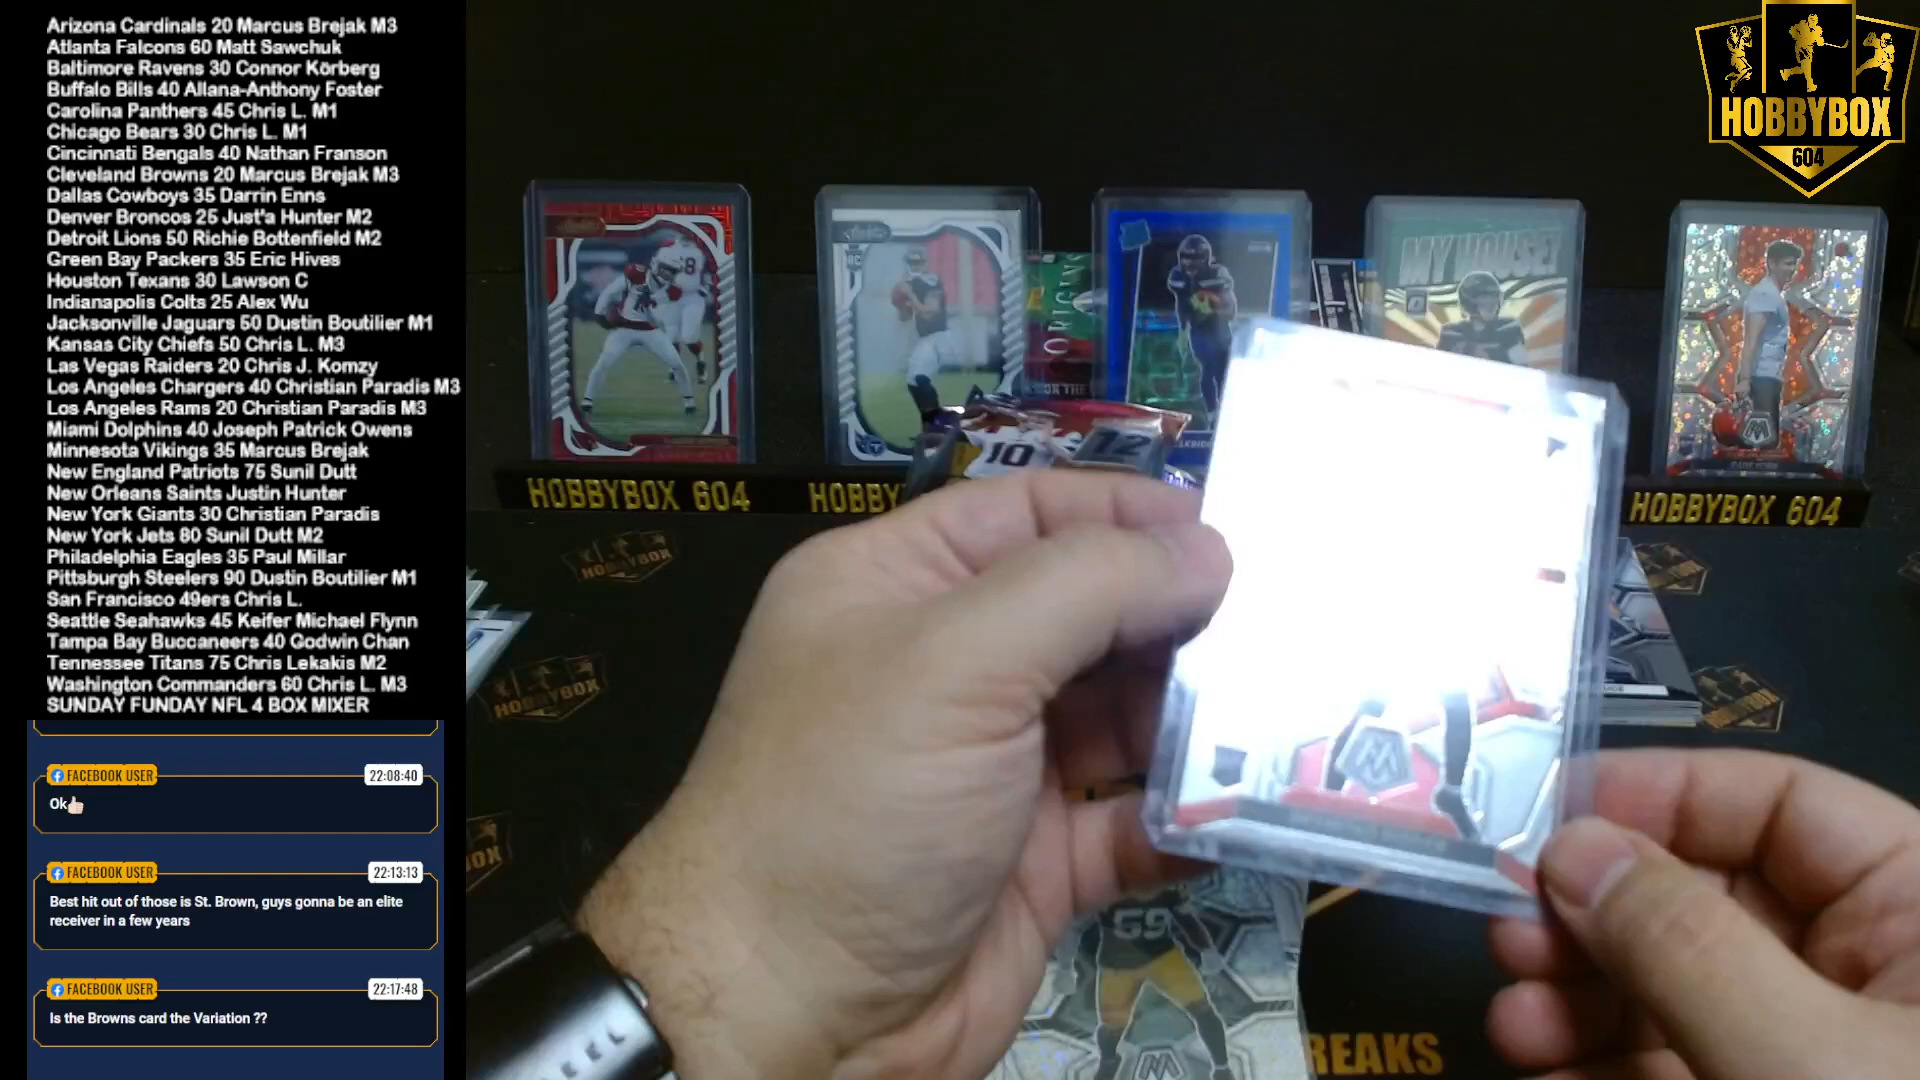 Arizona Cardinals 20 Marcus Brejak M3
Atlanta Falcons 60 Matt Sawchuk
Baltimore Ravens 30 Connor Körberg
Buffalo Bills 40 Allana-Anthony Foster
Carolina Panthers 45 Chris L. M1
Chicago Bears 30 Chris L. M1
Cincinnati Bengals 40 Nathan Franson
Cleveland Browns 20 Marcus Brejak M3
Dallas Cowboys 35 Darrin Enns
Denver Broncos 25 Just'a Hunter M2
Detroit Lions 50 Richie Bottenfield M2
Green Bay Packers 35 Eric Hives
Houston Texans 30 Lawson C
Indianapolis Colts 25 Alex Wu
Jacksonville Jaguars 50 Dustin Boutilier M1
Kansas City Chiefs 50 Chris L. M3
Las Vegas Raiders 20 Chris J. Komzy
Los Angeles Chargers 40 Christian Paradis M3
Los Angeles Rams 20 Christian Paradis M3
Miami Dolphins 40 Joseph Patrick Owens
Minnesota Vikings 35 Marcus Brejak
New England Patriots 75 Sunil Dutt
New Orleans Saints Justin Hunter
New York Giants 30 Christian Paradis
New York Jets 80 Sunil Dutt M2
Philadelphia Eagles 35 Paul Millar
Pittsburgh Steelers 90 Dustin Boutilier M1
San Francisco 49ers Chris L.
Seattle Seahawks 45 Keifer Michael Flynn
Tampa Bay Buccaneers 40 Godwin Chan
Tennessee Titans 75 Chris Lekakis M2
Washington Commanders 60 Chris L. M3
SUNDAY FUNDAY NFL 4 BOX MIXER
FACEBOOK USER 22:08:40
Ok👍🏻
FACEBOOK USER 22:13:13
Best hit out of those is St. Brown, guys gonna be an elite
receiver in a few years
FACEBOOK USER 22:17:48
Is the Browns card the Variation ??
HOBBYBOX
604
MY HOUSE!
10
12
HOBBYBOX 604
HOBBYBOX
HOBBYBOX 604
HOBBYBOX
HOBBYBOX
59
REAKS